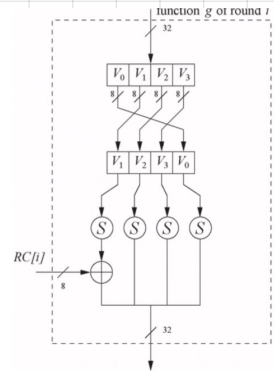 function g of round i
32
V0 V1 V2 V3
8 8 8 8
V1 V2 V3 V0
S S S S
RC[i]
8
32